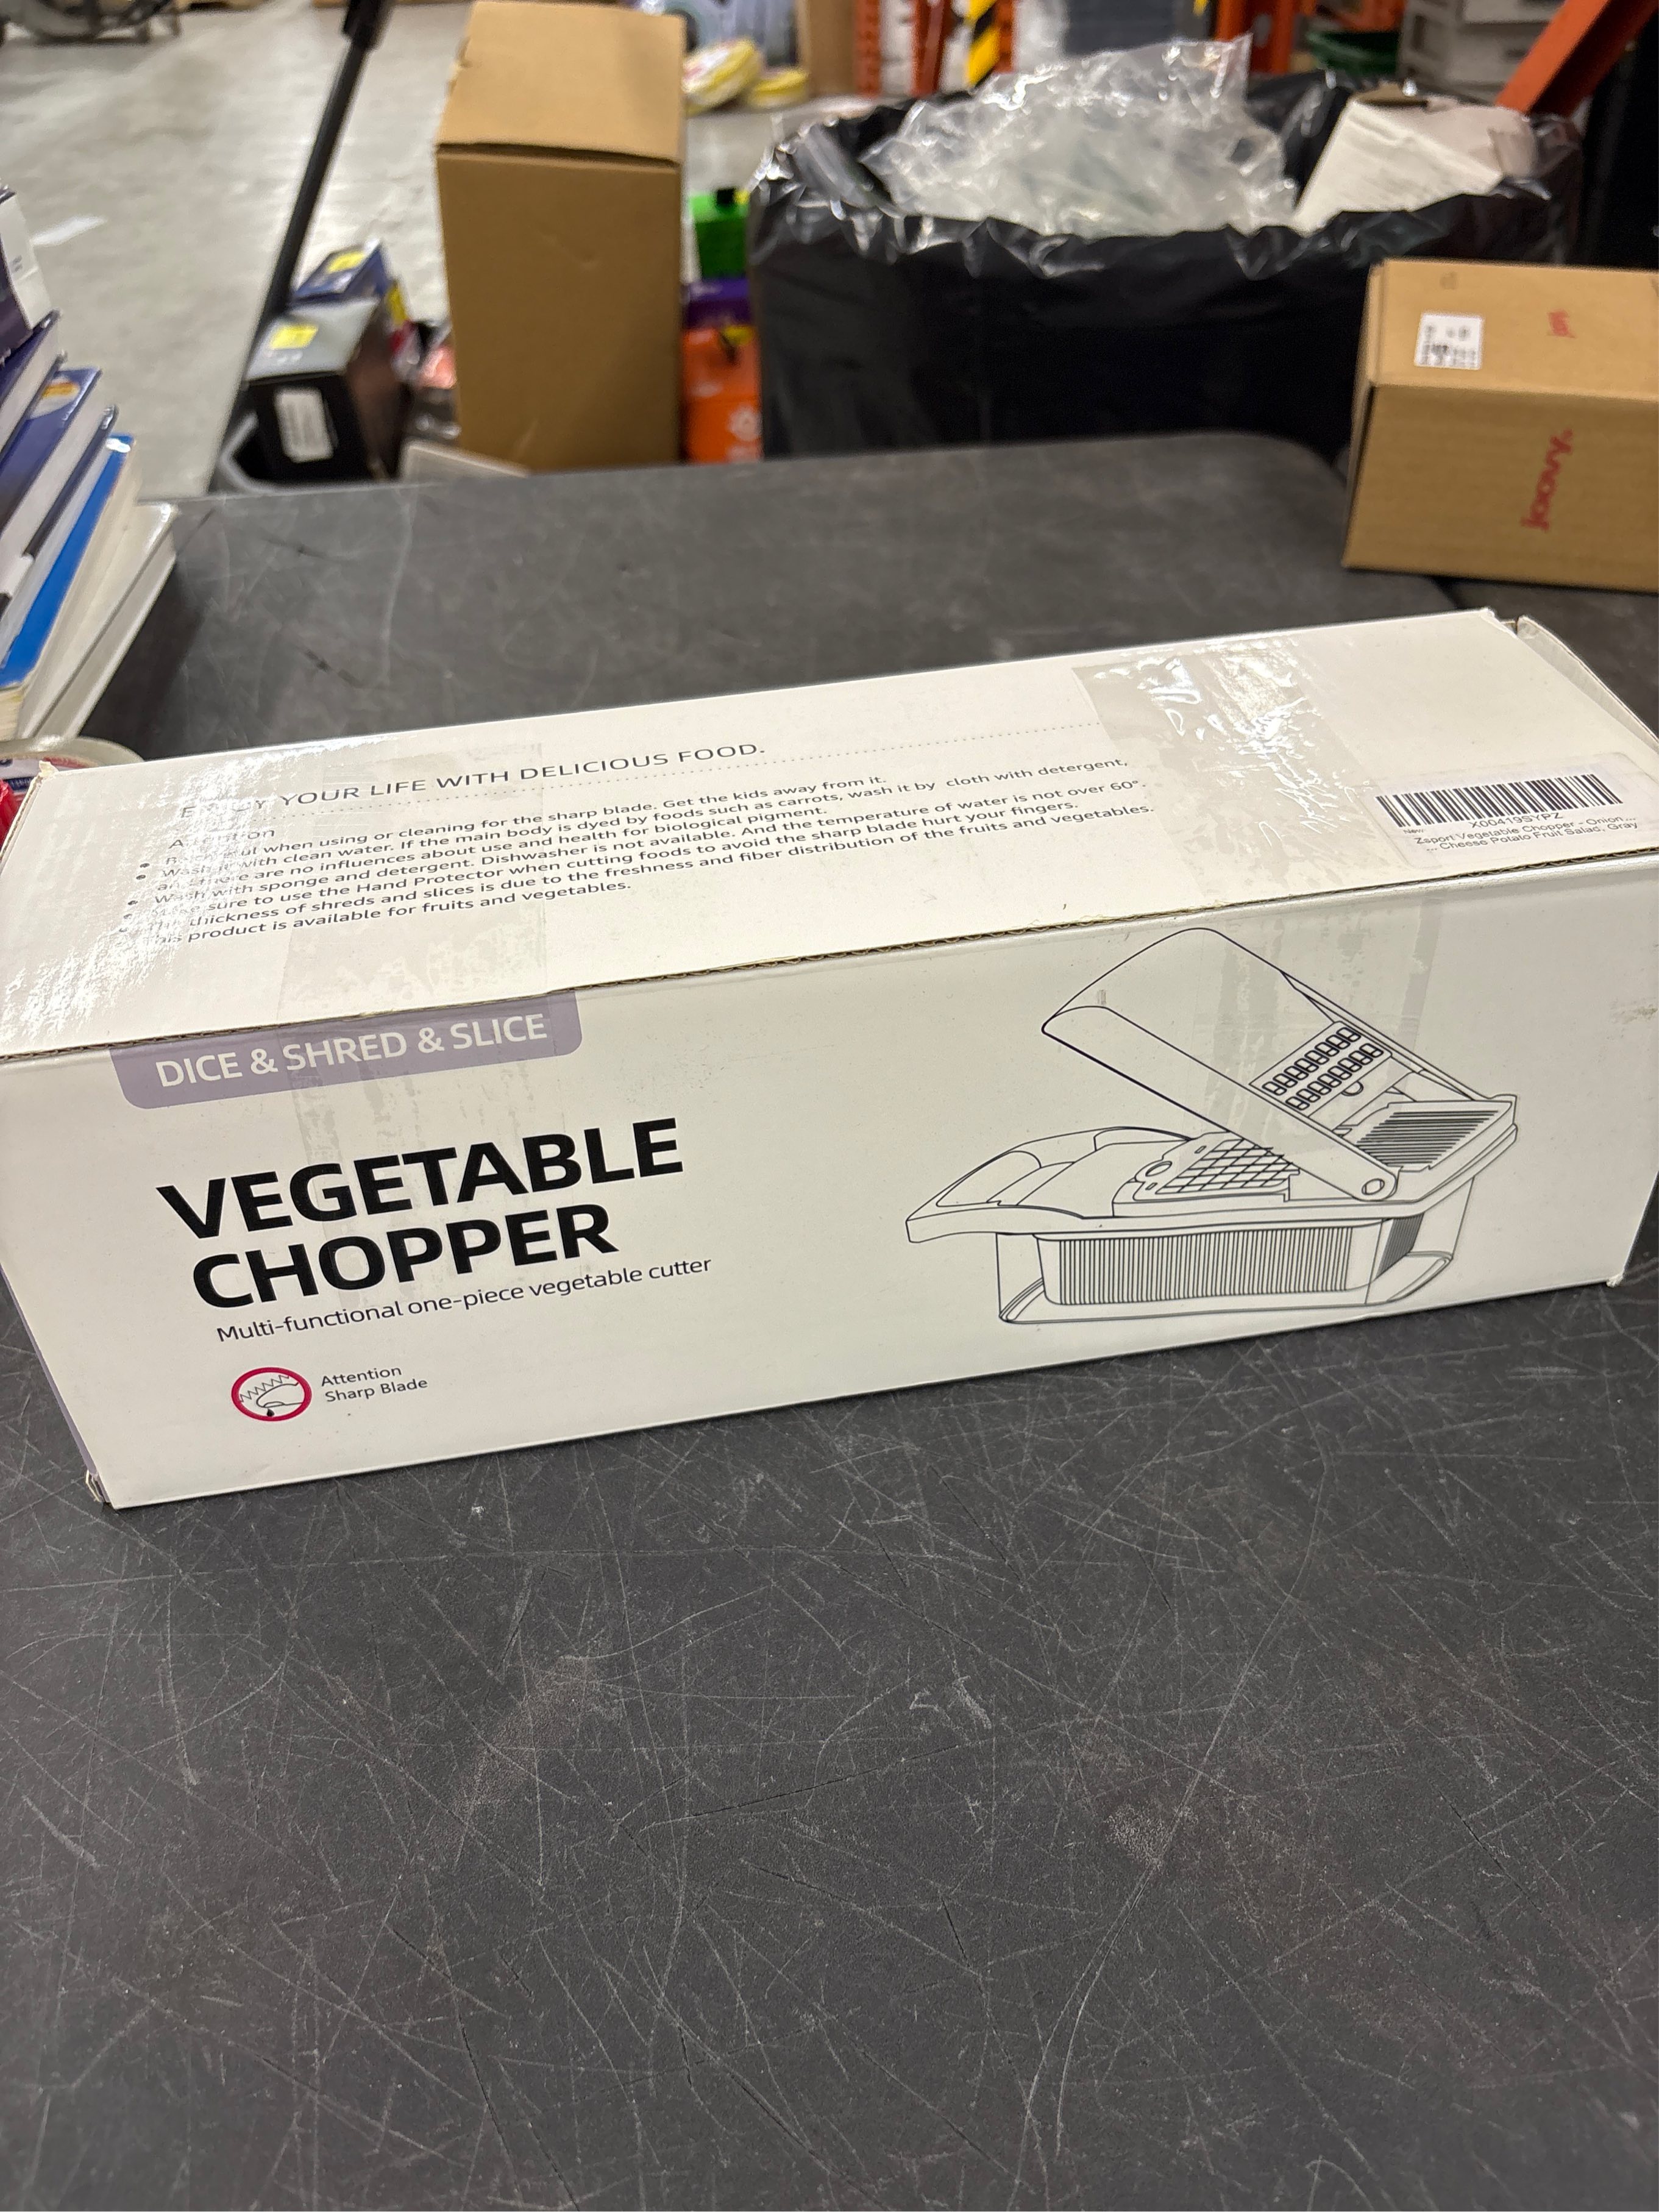 ENJOY YOUR LIFE WITH DELICIOUS FOOD.
Attention
when using or cleaning for the sharp blade. Get the kids away from it.
Wash it with clean water. If the main body is dyed by foods such as carrots, wash it by cloth with detergent,
and there are no influences about use and health for biological pigment.
Wash with sponge and detergent. Dishwasher is not available. And the temperature of water is not over 60°.
Make sure to use the Hand Protector when cutting foods to avoid the sharp blade hurt your fingers.
The thickness of shreds and slices is due to the freshness and fiber distribution of the fruits and vegetables.
This product is available for fruits and vegetables.
X00419SYPZ
New
Zsport Vegetable Chopper - Onion ...
... Cheese Potato Fruit Salad, Gray
DICE & SHRED & SLICE
VEGETABLE
CHOPPER
Multi-functional one-piece vegetable cutter
Attention
Sharp Blade
joovy.